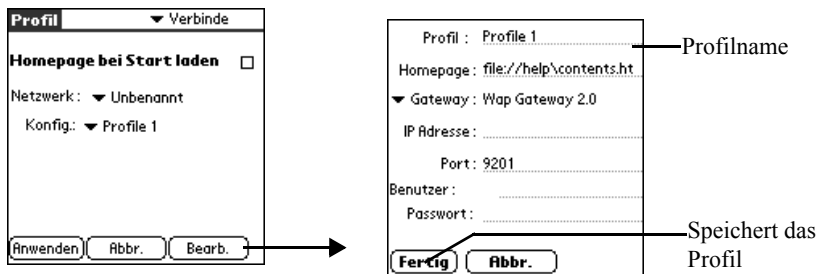 Profil Verbinde
Homepage bei Start laden
Netzwerk: Unbenannt
Konfig.: Profile 1
Anwenden Abbr. Bearb.
Profil : Profile 1
Homepage: file://help\contents.ht
Gateway : Wap Gateway 2.0
IP Adresse :
Port : 9201
Benutzer :
Passwort :
Fertig Abbr.
Profilname
Speichert das
Profil